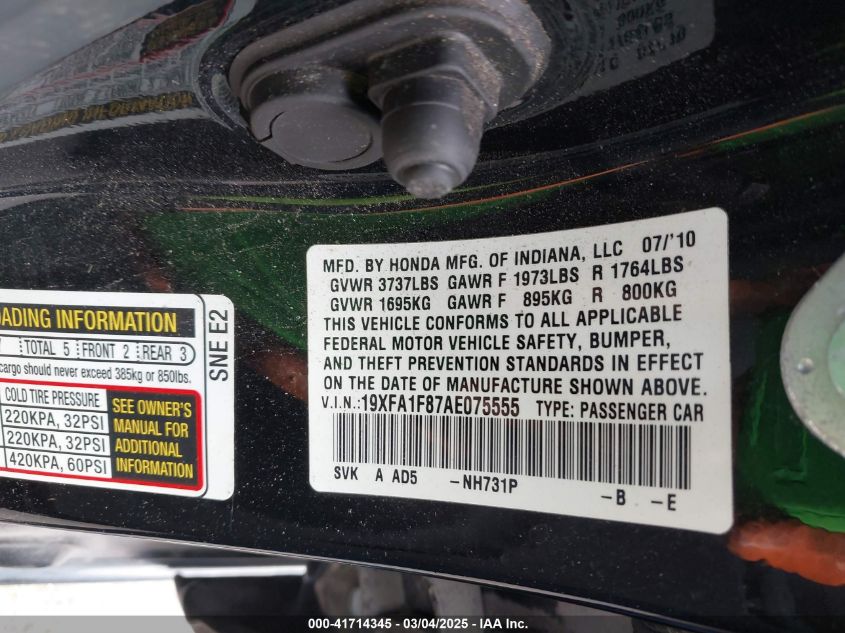 MFD. BY HONDA MFG. OF INDIANA, LLC 07/'10
GVWR 3737LBS GAWR F 1973LBS R 1764LBS
GVWR 1695KG GAWR F 895KG R 800KG
THIS VEHICLE CONFORMS TO ALL APPLICABLE
FEDERAL MOTOR VEHICLE SAFETY, BUMPER,
AND THEFT PREVENTION STANDARDS IN EFFECT
ON THE DATE OF MANUFACTURE SHOWN ABOVE.
V.I.N.:19XFA1F87AE075555 TYPE: PASSENGER CAR
SVK A AD5 -NH731P -B -E
LOADING INFORMATION
TOTAL 5 FRONT 2 REAR 3
cargo should never exceed 385kg or 850lbs.
COLD TIRE PRESSURE
220KPA, 32PSI
220KPA, 32PSI
420KPA, 60PSI
SEE OWNER'S
MANUAL FOR
ADDITIONAL
INFORMATION
SNE E2
000-41714345 - 03/04/2025 - IAA Inc.